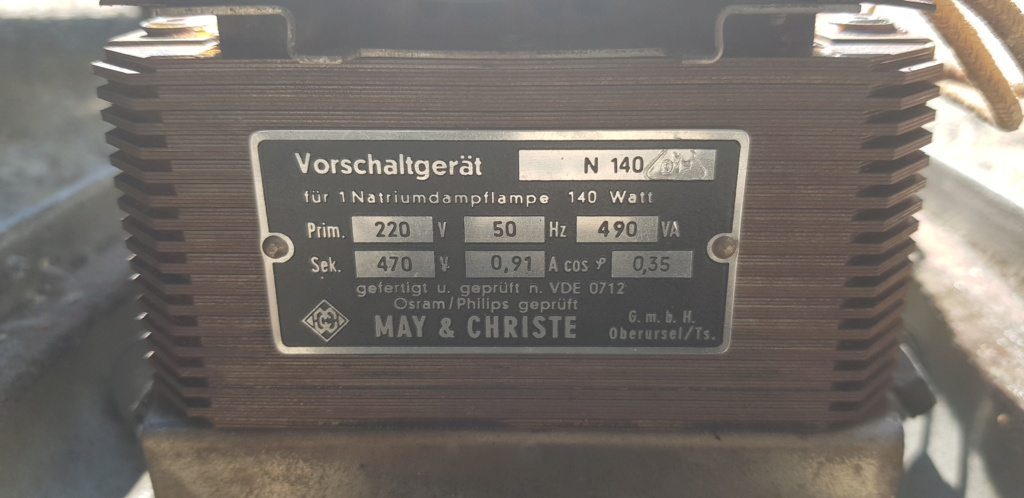 Vorschaltgerät N 140
für 1 Natriumdampflampe 140 Watt
Prim. 220 V 50 Hz 490 VA
Sek. 470 V 0,91 A cos φ 0,35
gefertigt u. geprüft n. VDE 0712
Osram/Philips geprüft
MAY & CHRISTE G. m. b. H.
Oberursel/Ts.